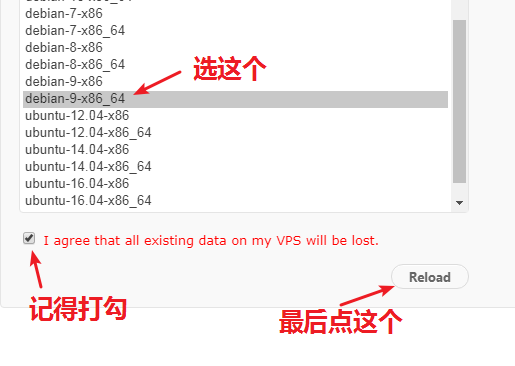 debian-7-x86
debian-7-x86_64
debian-8-x86
debian-8-x86_64
debian-9-x86
debian-9-x86_64
ubuntu-12.04-x86
ubuntu-12.04-x86_64
ubuntu-14.04-x86
ubuntu-14.04-x86_64
ubuntu-16.04-x86
ubuntu-16.04-x86_64
选这个
I agree that all existing data on my VPS will be lost.
Reload
记得打勾
最后点这个